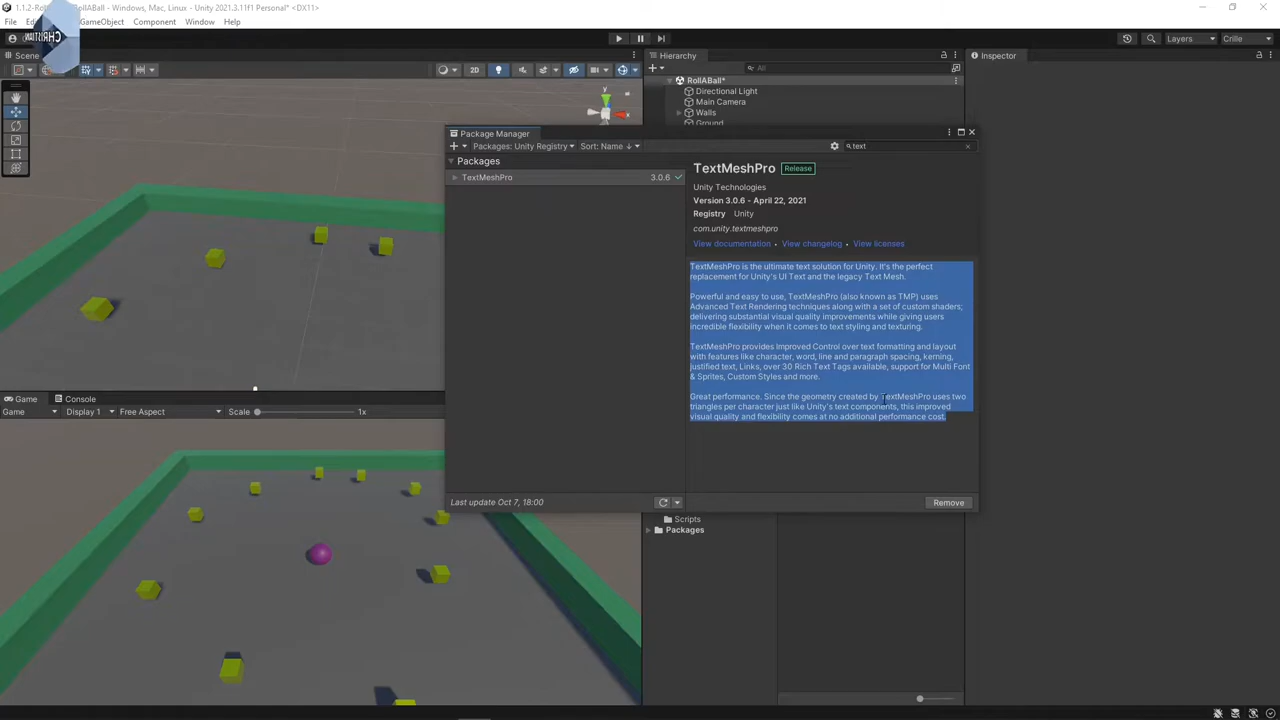 1.1.2-Roll RollABall - Windows, Mac, Linux - Unity 2021.3.11f1 Personal* <DX11>
File Ed GameObject Component Window Help
CHRISTIAN
Layers Crille
Scene
2D
Hierarchy
All
RollABall*
Directional Light
Main Camera
Walls
Ground
Inspector
Package Manager
Packages: Unity Registry Sort: Name ↓ text
Packages
TextMeshPro 3.0.6
Last update Oct 7, 18:00
TextMeshPro Release
Unity Technologies
Version 3.0.6 - April 22, 2021
Registry Unity
com.unity.textmeshpro
View documentation • View changelog • View licenses
TextMeshPro is the ultimate text solution for Unity. It's the perfect
replacement for Unity's UI Text and the legacy Text Mesh.
Powerful and easy to use, TextMeshPro (also known as TMP) uses
Advanced Text Rendering techniques along with a set of custom shaders;
delivering substantial visual quality improvements while giving users
incredible flexibility when it comes to text styling and texturing.
TextMeshPro provides Improved Control over text formatting and layout
with features like character, word, line and paragraph spacing, kerning,
justified text, Links, over 30 Rich Text Tags available, support for Multi Font
& Sprites, Custom Styles and more.
Great performance. Since the geometry created by TextMeshPro uses two
triangles per character just like Unity's text components, this improved
visual quality and flexibility comes at no additional performance cost.
Remove
Game Console
Game Display 1 Free Aspect Scale 1x
Scripts
Packages